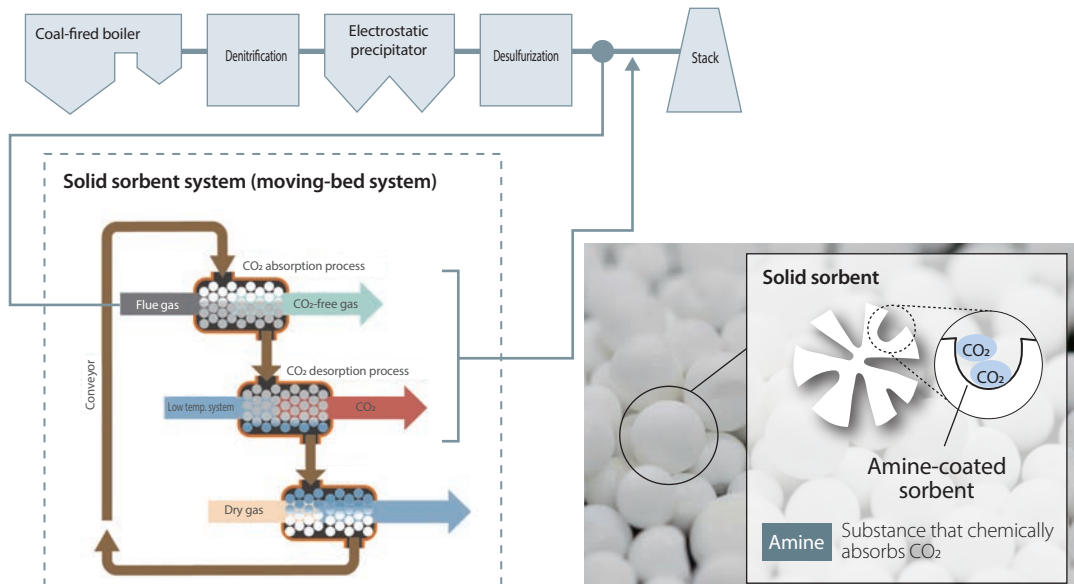 Coal-fired boiler
Denitrification
Electrostatic
precipitator
Desulfurization
Stack
Solid sorbent system (moving-bed system)
CO₂ absorption process
Flue gas
CO₂-free gas
Conveyor
CO₂ desorption process
Low temp. system
CO₂
Dry gas
Solid sorbent
CO₂
CO₂
Amine-coated
sorbent
Amine
Substance that chemically
absorbs CO₂